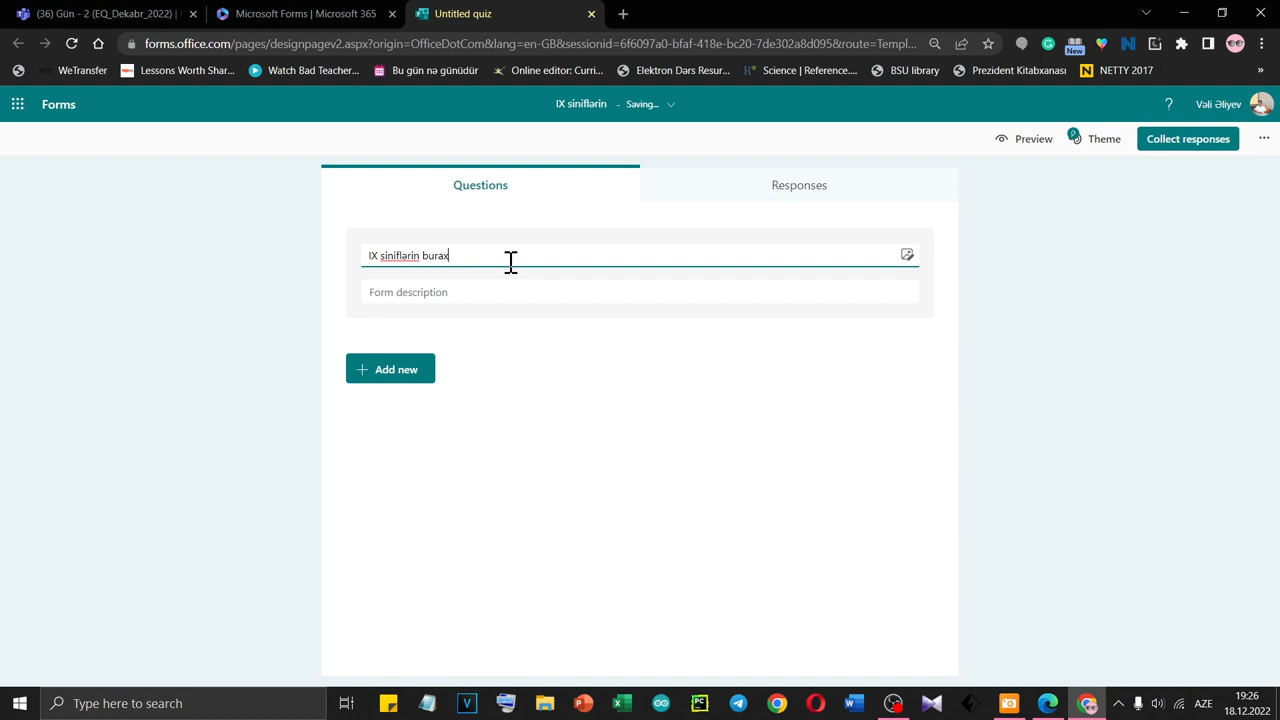 (36) Gün - 2 (EQ_Dekabr_2022) |
Microsoft Forms | Microsoft 365
Untitled quiz
forms.office.com/pages/designpagev2.aspx?origin=OfficeDotCom&lang=en-GB&sessionid=6f6097a0-bfaf-418e-bc20-7de302a8d095&route=Templ...
New
WeTransfer
Lessons Worth Shar...
Watch Bad Teacher...
Bu gün nə günüdür
Online editor: Curri...
Elektron Dərs Resur...
Science | Reference....
BSU library
Prezident Kitabxanası
NETTY 2017
»
Forms
IX siniflərin - Saving...
?
Vəli Əliyev
Preview
Theme
Collect responses
Questions
Responses
IX siniflərin burax
Form description
Add new
Type here to search
AZE
19:26
18.12.2022